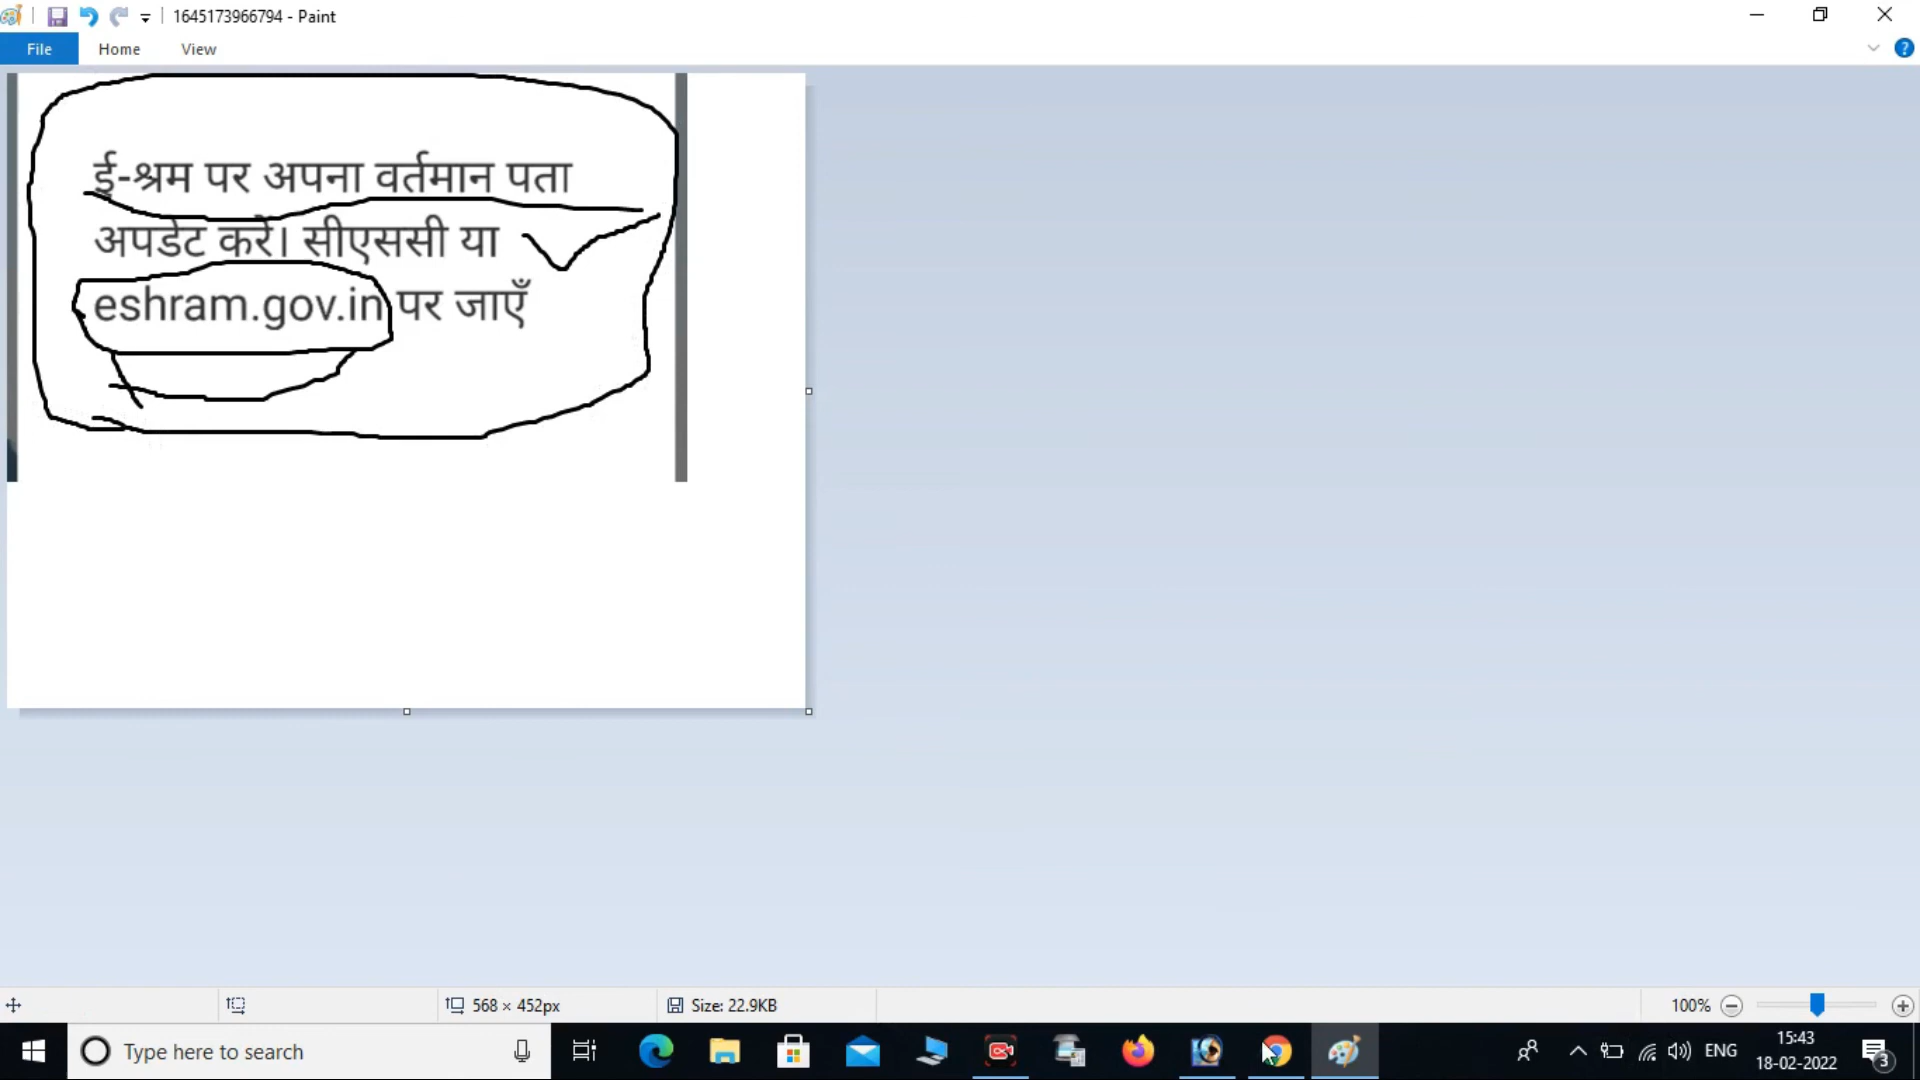 1645173966794 - Paint
File Home View
ई-श्रम पर अपना वर्तमान पता
अपडेट करें। सीएससी या
eshram.gov.in पर जाएँ
568 × 452px Size: 22.9KB 100%
Type here to search ENG 15:43
18-02-2022 3